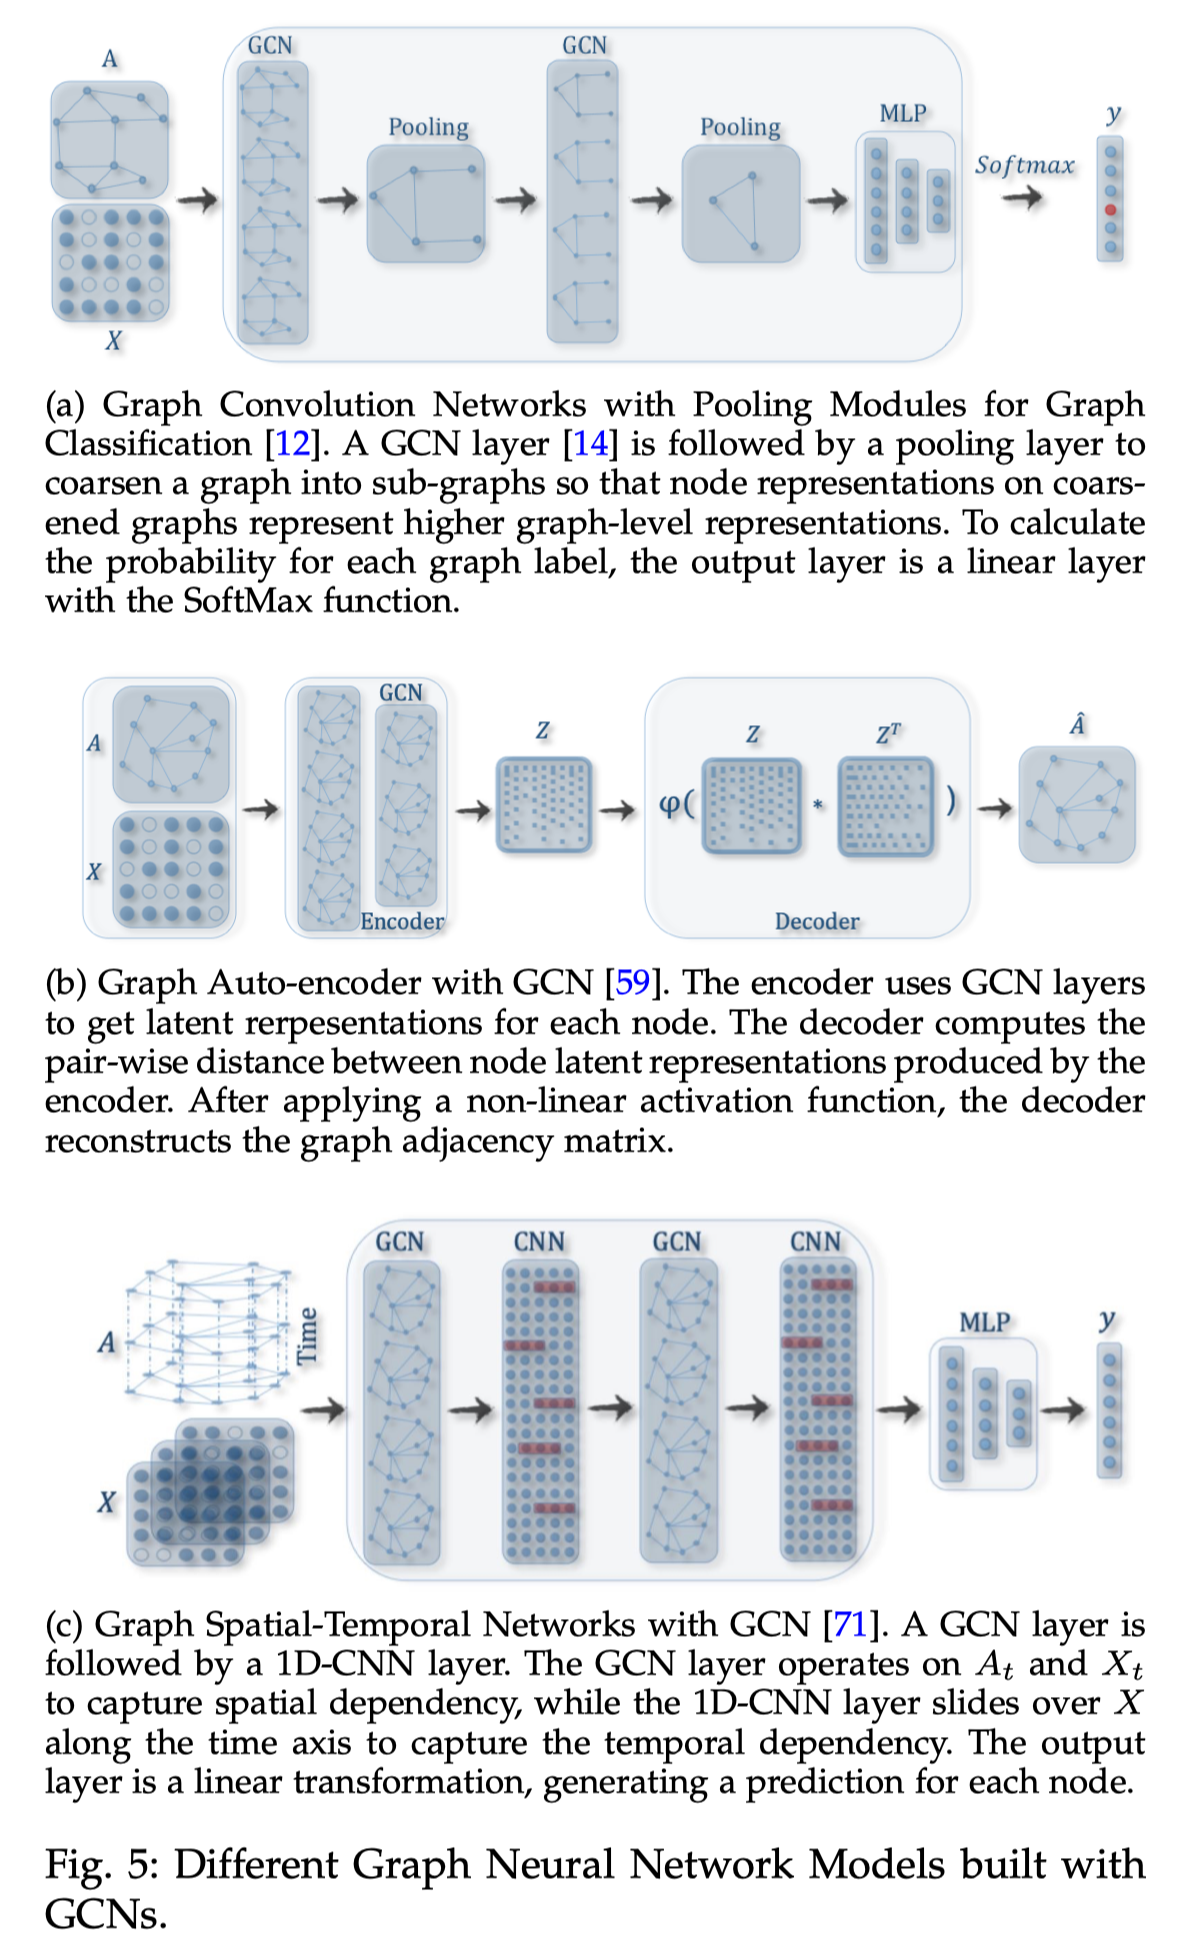 A
GCN
GCN
Pooling
Pooling
MLP
y
Softmax
X
(a) Graph Convolution Networks with Pooling Modules for Graph
Classification [12]. A GCN layer [14] is followed by a pooling layer to
coarsen a graph into sub-graphs so that node representations on coars-
ened graphs represent higher graph-level representations. To calculate
the probability for each graph label, the output layer is a linear layer
with the SoftMax function.
GCN
A
Z
Z
Zᵀ
Â
φ(
*
)
X
Encoder
Decoder
(b) Graph Auto-encoder with GCN [59]. The encoder uses GCN layers
to get latent rerpesentations for each node. The decoder computes the
pair-wise distance between node latent representations produced by the
encoder. After applying a non-linear activation function, the decoder
reconstructs the graph adjacency matrix.
GCN
CNN
GCN
CNN
A
Time
MLP
y
X
(c) Graph Spatial-Temporal Networks with GCN [71]. A GCN layer is
followed by a 1D-CNN layer. The GCN layer operates on Aₜ and Xₜ
to capture spatial dependency, while the 1D-CNN layer slides over X
along the time axis to capture the temporal dependency. The output
layer is a linear transformation, generating a prediction for each node.
Fig. 5: Different Graph Neural Network Models built with
GCNs.